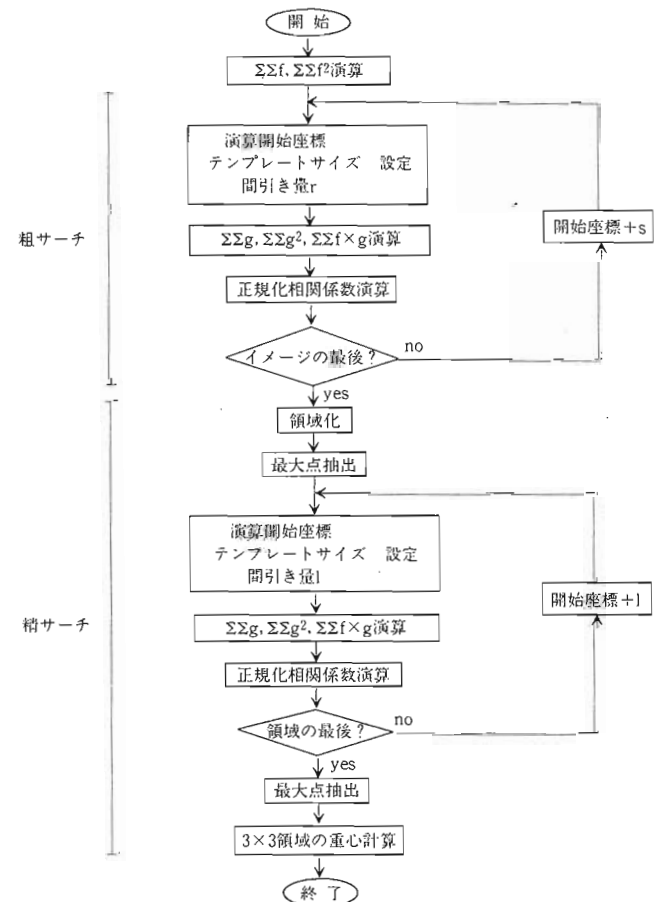 開始
ΣΣf, ΣΣf²演算
演算開始座標
テンプレートサイズ 設定
間引き量r
粗サーチ
開始座標+s
ΣΣg, ΣΣg², ΣΣf×g演算
正規化相関係数演算
イメージの最後?
no
yes
領域化
最大点抽出
演算開始座標
テンプレートサイズ 設定
間引き量1
開始座標+1
精サーチ
ΣΣg, ΣΣg², ΣΣf×g演算
正規化相関係数演算
領域の最後?
no
yes
最大点抽出
3×3領域の重心計算
終了